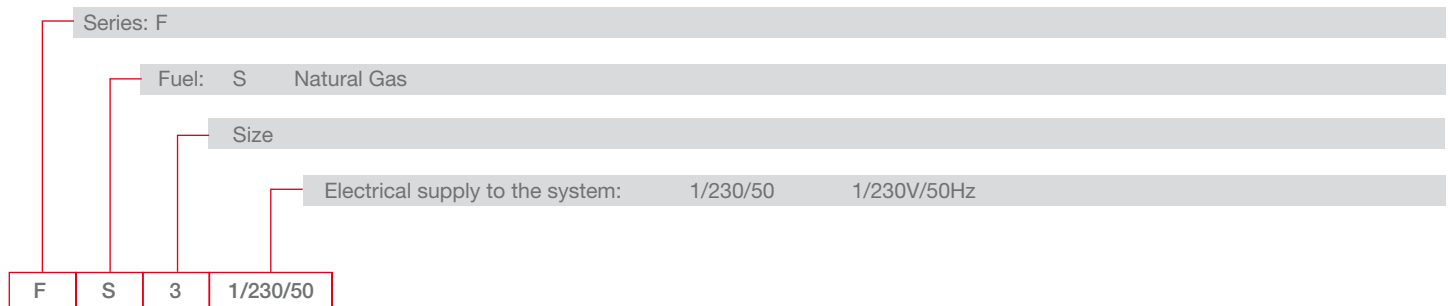 Series: F
Fuel: S Natural Gas
Size
Electrical supply to the system: 1/230/50 1/230V/50Hz
F S 3 1/230/50